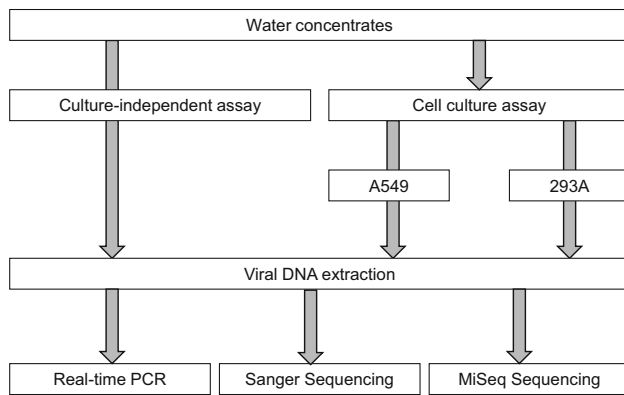 Water concentrates
Culture-independent assay
Cell culture assay
A549
293A
Viral DNA extraction
Real-time PCR
Sanger Sequencing
MiSeq Sequencing